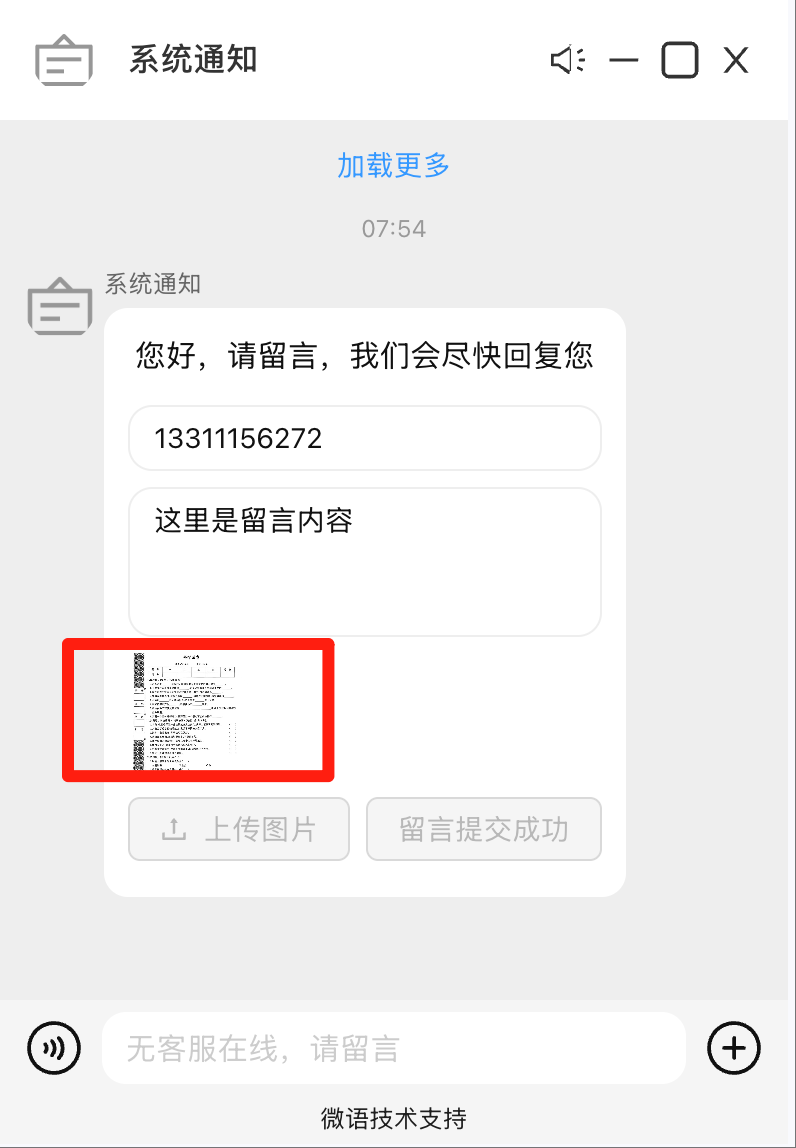 系统通知
加载更多
07:54
系统通知
您好，请留言，我们会尽快回复您
13311156272
这里是留言内容
上传图片
留言提交成功
无客服在线，请留言
微语技术支持